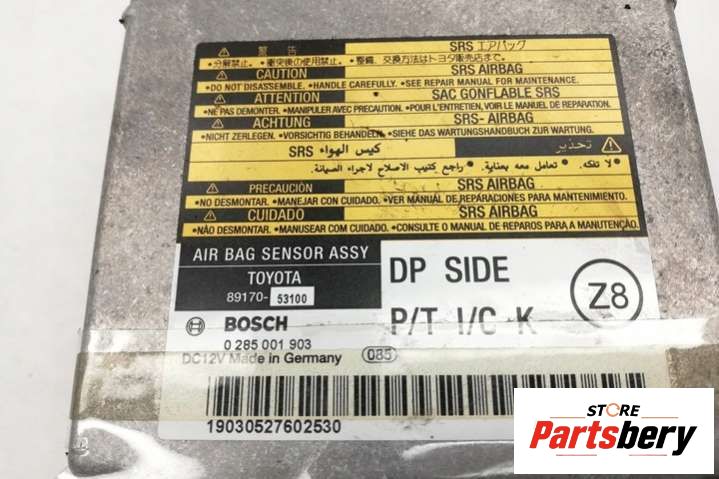 警告 SRS エアバッグ
•分解禁止。•衝突後の使用禁止。•整備、交換方法はトヨタ販売店まで。
CAUTION SRS AIRBAG
•DO NOT DISASSEMBLE. •HANDLE CAREFULLY. •SEE REPAIR MANUAL FOR MAINTENANCE.
ATTENTION SAC GONFLABLE SRS
•NE PAS DEMONTER. •MANIPULER AVEC PRECAUTION. •POUR L'ENTRETIEN, VOIR LE MANUEL DE REPARATION.
ACHTUNG SRS- AIRBAG
•NICHT ZERLEGEN. •VORSICHTIG BEHANDELN. •SIEHE DAS WARTUNGSHANDBUCH ZUR WARTUNG.
تحذير كيس الهواء SRS
•لا تفكه. •تعامل معه بعناية. •راجع كتيب الاصلاح لاجراء الصيانة.
PRECAUCIÓN SRS AIRBAG
•NO DESMONTAR. •MANEJAR CON CUIDADO. •VER MANUAL DE REPARACIONES PARA MANTENIMIENTO.
CUIDADO SRS AIRBAG
•NÃO DESMONTAR. •MANUSEAR COM CUIDADO. •CONSULTE O MANUAL DE REPAROS PARA A MANUTENÇÃO.
AIR BAG SENSOR ASSY
TOYOTA
89170- 53100
DP SIDE
P/T I/C K
Z8
BOSCH
0 285 001 903
DC12V Made in Germany 085
19030527602530
STORE
Partsbery